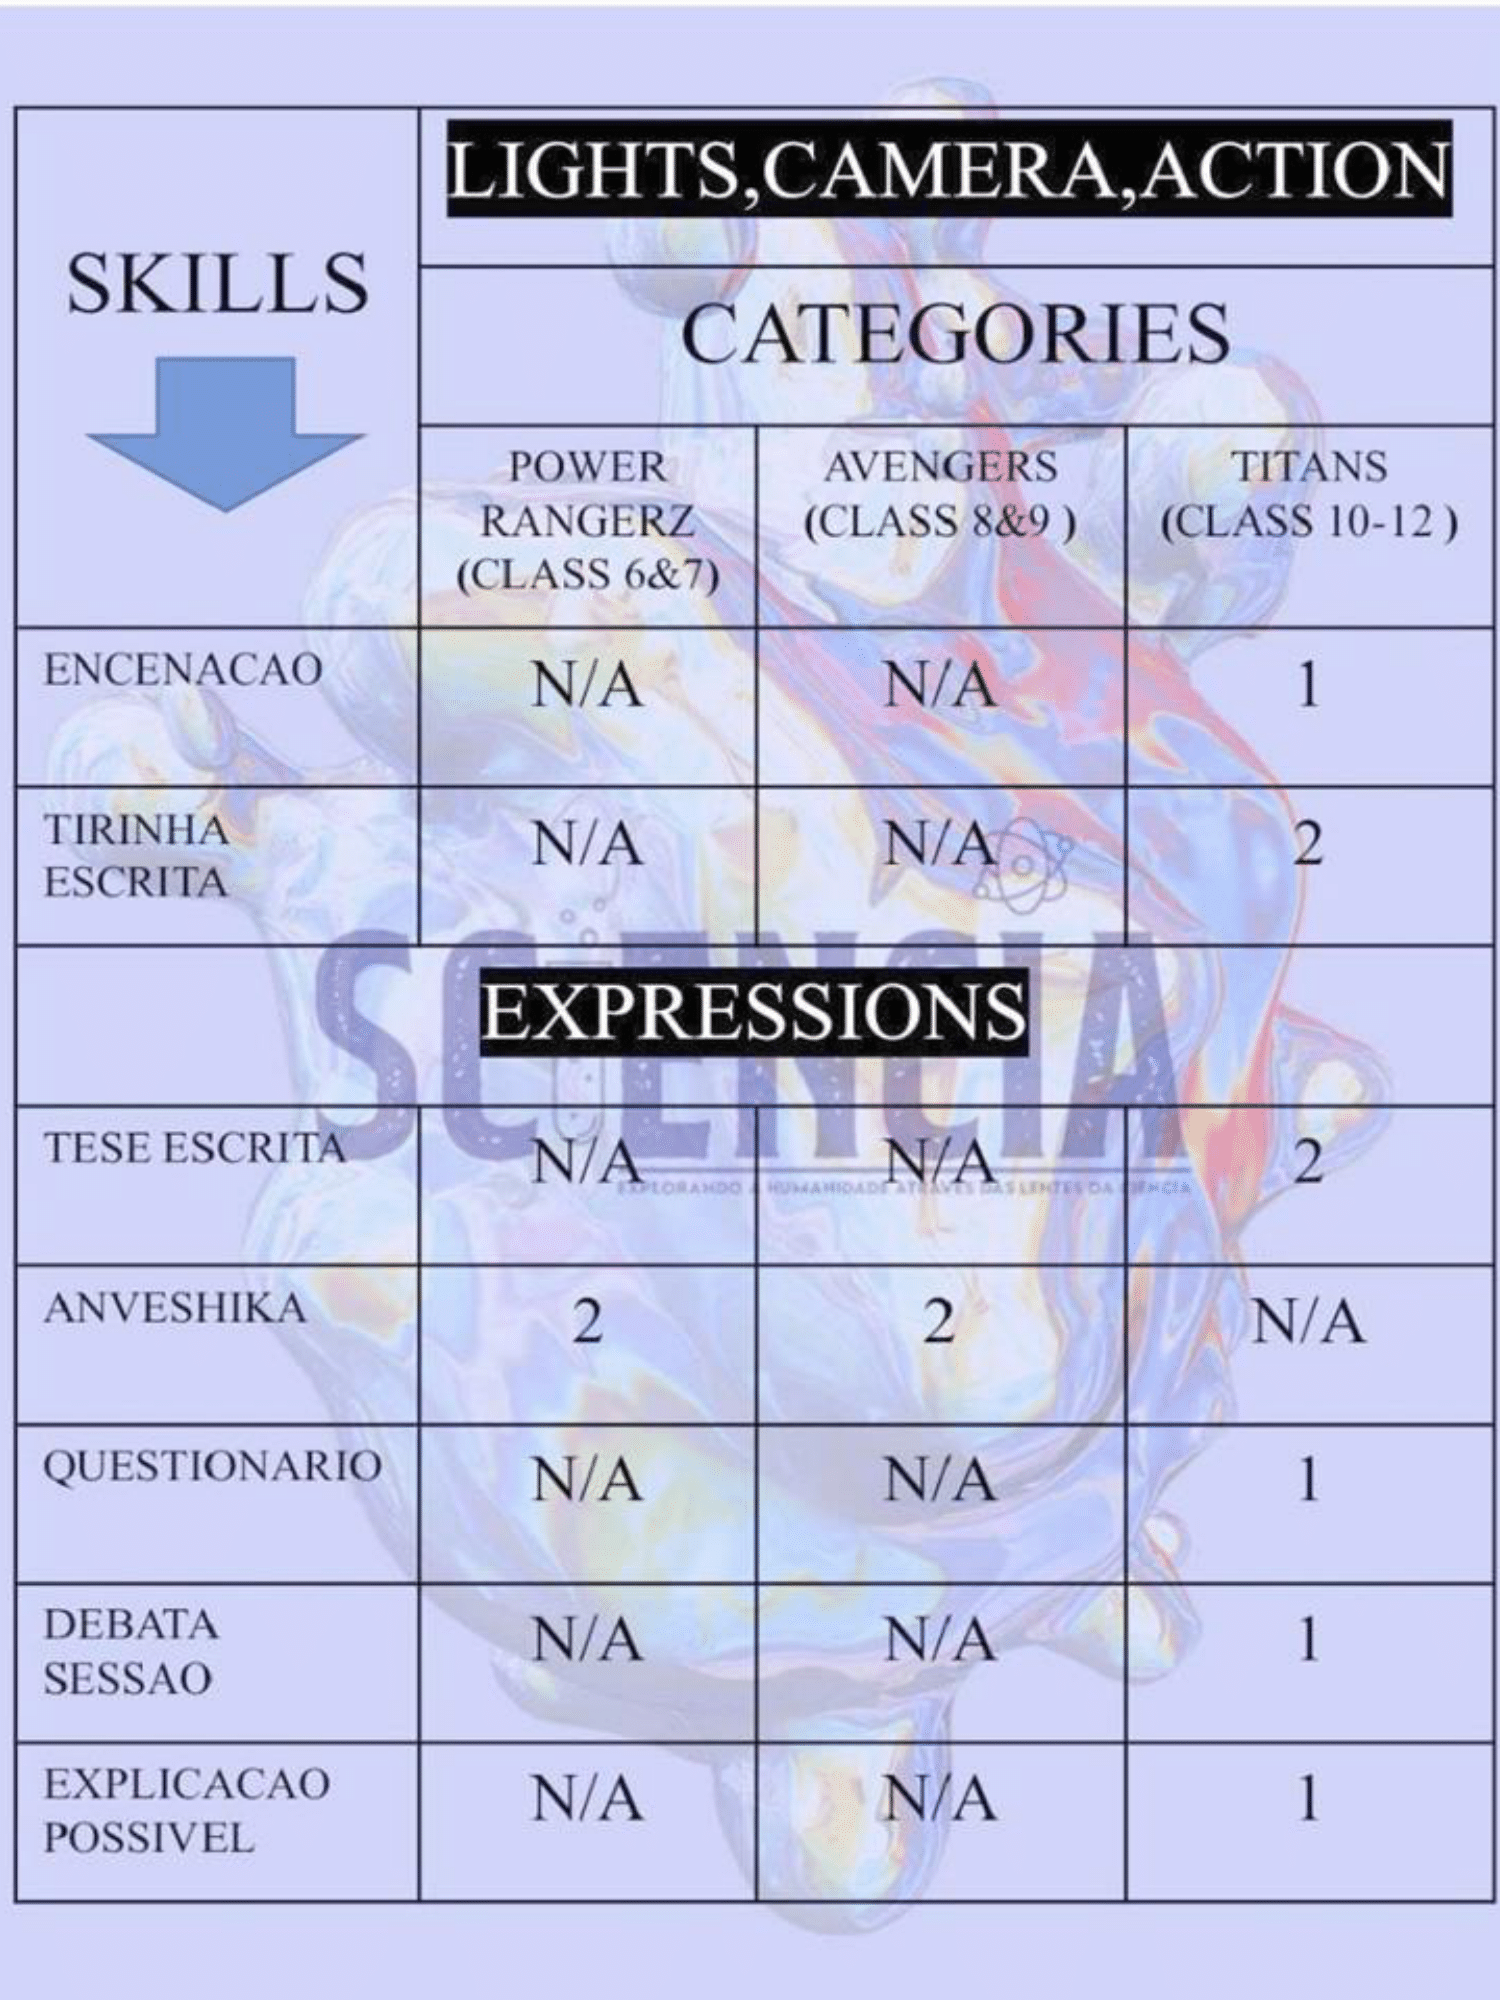 LIGHTS,CAMERA,ACTION
SKILLS
CATEGORIES
POWER
RANGERZ
(CLASS 6&7)
AVENGERS
(CLASS 8&9 )
TITANS
(CLASS 10-12 )
ENCENACAO
N/A
N/A
1
TIRINHA
ESCRITA
N/A
N/A
2
SCIENCIA
EXPRESSIONS
TESE ESCRITA
N/A
N/A
2
EXPLORANDO A HUMANIDADE ATRAVÉS DAS LENTES DA CIÊNCIA
ANVESHIKA
2
2
N/A
QUESTIONARIO
N/A
N/A
1
DEBATA
SESSAO
N/A
N/A
1
EXPLICACAO
POSSIVEL
N/A
N/A
1